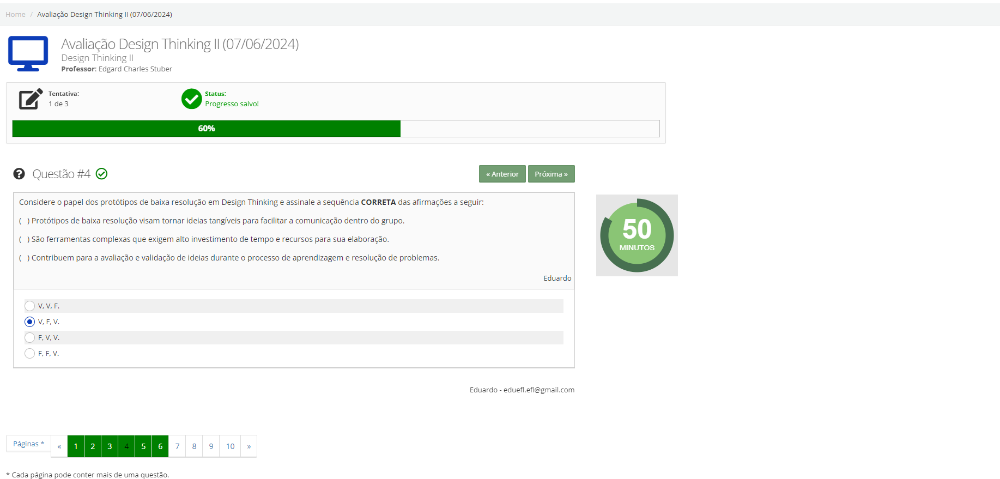 Home / Avaliação Design Thinking II (07/06/2024)
Avaliação Design Thinking II (07/06/2024)
Design Thinking II
Professor: Edgard Charles Stuber
Tentativa:
1 de 3
Status:
Progresso salvo!
60%
Questão #4
« Anterior
Próxima »
Considere o papel dos protótipos de baixa resolução em Design Thinking e assinale a sequência CORRETA das afirmações a seguir:
( ) Protótipos de baixa resolução visam tornar ideias tangíveis para facilitar a comunicação dentro do grupo.
( ) São ferramentas complexas que exigem alto investimento de tempo e recursos para sua elaboração.
( ) Contribuem para a avaliação e validação de ideias durante o processo de aprendizagem e resolução de problemas.
Eduardo
50
MINUTOS
V, V, F.
V, F, V.
F, V, V.
F, F, V.
Eduardo - eduefl.efl@gmail.com
Páginas * « 1 2 3 4 5 6 7 8 9 10 »
* Cada página pode conter mais de uma questão.